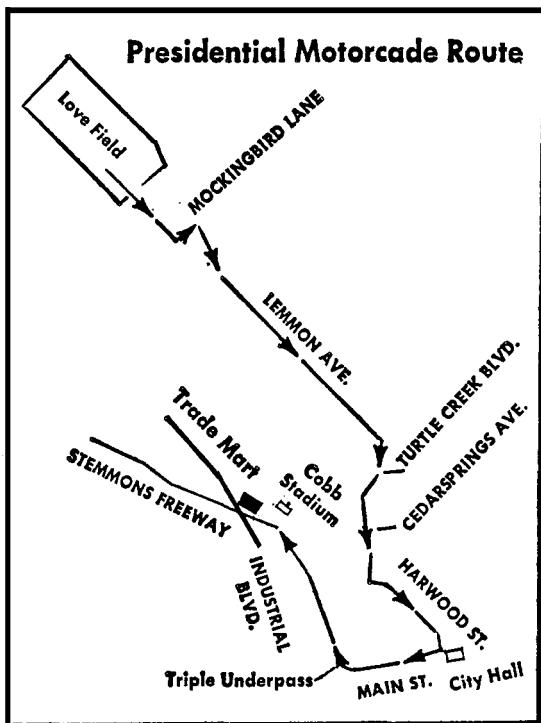 Presidential Motorcade Route
Love Field
MOCKINGBIRD LANE
LEMMON AVE.
TURTLE CREEK BLVD.
CEDARSPRINGS AVE.
Trade Mart
Cobb
Stadium
STEMMONS FREEWAY
INDUSTRIAL
BLVD.
HARWOOD ST.
Triple Underpass
MAIN ST.
City Hall